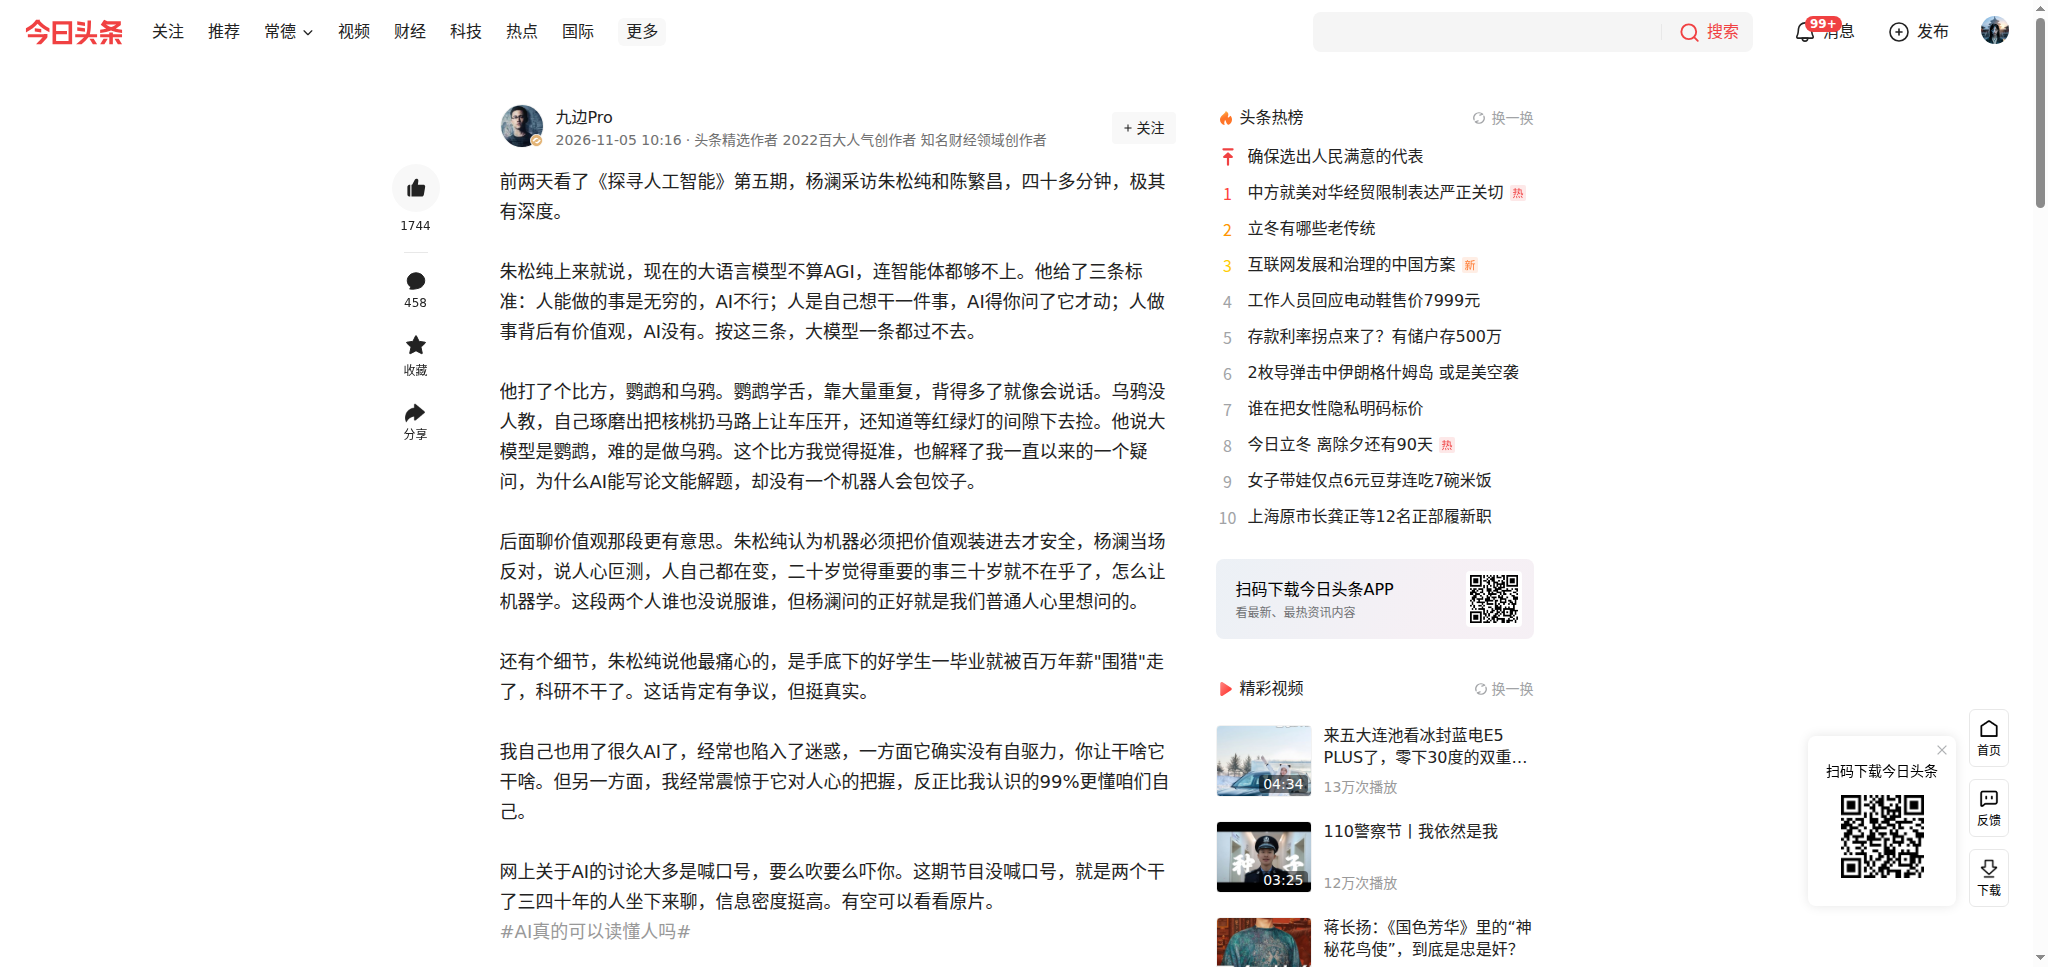 今日头条
关注 推荐 常德 视频 财经 科技 热点 国际 更多
搜索
99+
消息
发布
九边Pro
2026-11-05 10:16 · 头条精选作者 2022百大人气创作者 知名财经领域创作者
+ 关注
1744
458
收藏
分享
前两天看了《探寻人工智能》第五期，杨澜采访朱松纯和陈繁昌，四十多分钟，极其
有深度。
朱松纯上来就说，现在的大语言模型不算AGI，连智能体都够不上。他给了三条标
准：人能做的事是无穷的，AI不行；人是自己想干一件事，AI得你问了它才动；人做
事背后有价值观，AI没有。按这三条，大模型一条都过不去。
他打了个比方，鹦鹉和乌鸦。鹦鹉学舌，靠大量重复，背得多了就像会说话。乌鸦没
人教，自己琢磨出把核桃扔马路上让车压开，还知道等红绿灯的间隙下去捡。他说大
模型是鹦鹉，难的是做乌鸦。这个比方我觉得挺准，也解释了我一直以来的一个疑
问，为什么AI能写论文能解题，却没有一个机器人会包饺子。
后面聊价值观那段更有意思。朱松纯认为机器必须把价值观装进去才安全，杨澜当场
反对，说人心叵测，人自己都在变，二十岁觉得重要的事三十岁就不在乎了，怎么让
机器学。这段两个人谁也没说服谁，但杨澜问的正好就是我们普通人心里想问的。
还有个细节，朱松纯说他最痛心的，是手底下的好学生一毕业就被百万年薪"围猎"走
了，科研不干了。这话肯定有争议，但挺真实。
我自己也用了很久AI了，经常也陷入了迷惑，一方面它确实没有自驱力，你让干啥它
干啥。但另一方面，我经常震惊于它对人心的把握，反正比我认识的99%更懂咱们自
己。
网上关于AI的讨论大多是喊口号，要么吹要么吓你。这期节目没喊口号，就是两个干
了三四十年的人坐下来聊，信息密度挺高。有空可以看看原片。
#AI真的可以读懂人吗#
头条热榜
换一换
确保选出人民满意的代表
1 中方就美对华经贸限制表达严正关切 热
2 立冬有哪些老传统
3 互联网发展和治理的中国方案 新
4 工作人员回应电动鞋售价7999元
5 存款利率拐点来了？有储户存500万
6 2枚导弹击中伊朗格什姆岛 或是美空袭
7 谁在把女性隐私明码标价
8 今日立冬 离除夕还有90天 热
9 女子带娃仅点6元豆芽连吃7碗米饭
10 上海原市长龚正等12名正部履新职
扫码下载今日头条APP
看最新、最热资讯内容
精彩视频
换一换
来五大连池看冰封蓝电E5
PLUS了，零下30度的双重...
04:34
13万次播放
110警察节丨我依然是我
种子
03:25
12万次播放
蒋长扬：《国色芳华》里的“神
秘花鸟使”，到底是忠是奸？
扫码下载今日头条
首页
反馈
下载